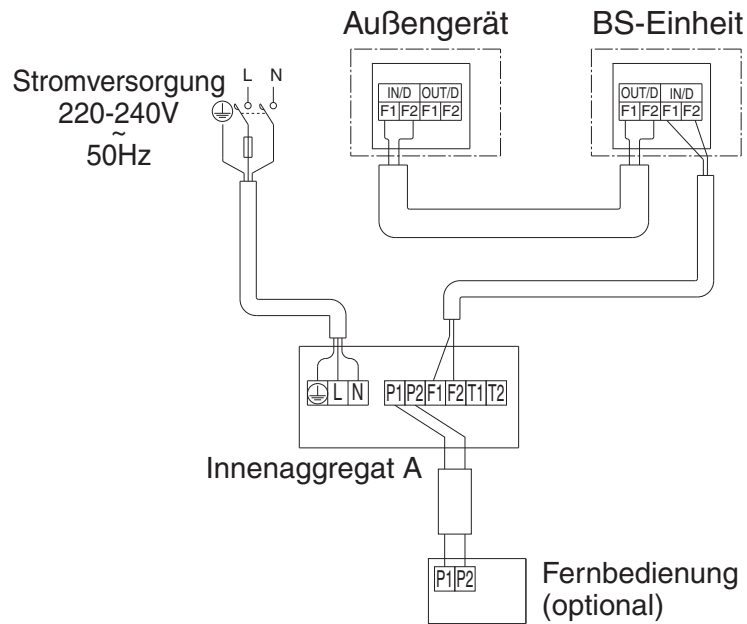 Außengerät
BS-Einheit
Stromversorgung
220-240V
~
50Hz
L N
IN/D OUT/D
F1 F2 F1 F2
OUT/D IN/D
F1 F2 F1 F2
L N
P1 P2 F1 F2 T1 T2
Innenaggregat A
P1 P2
Fernbedienung
(optional)